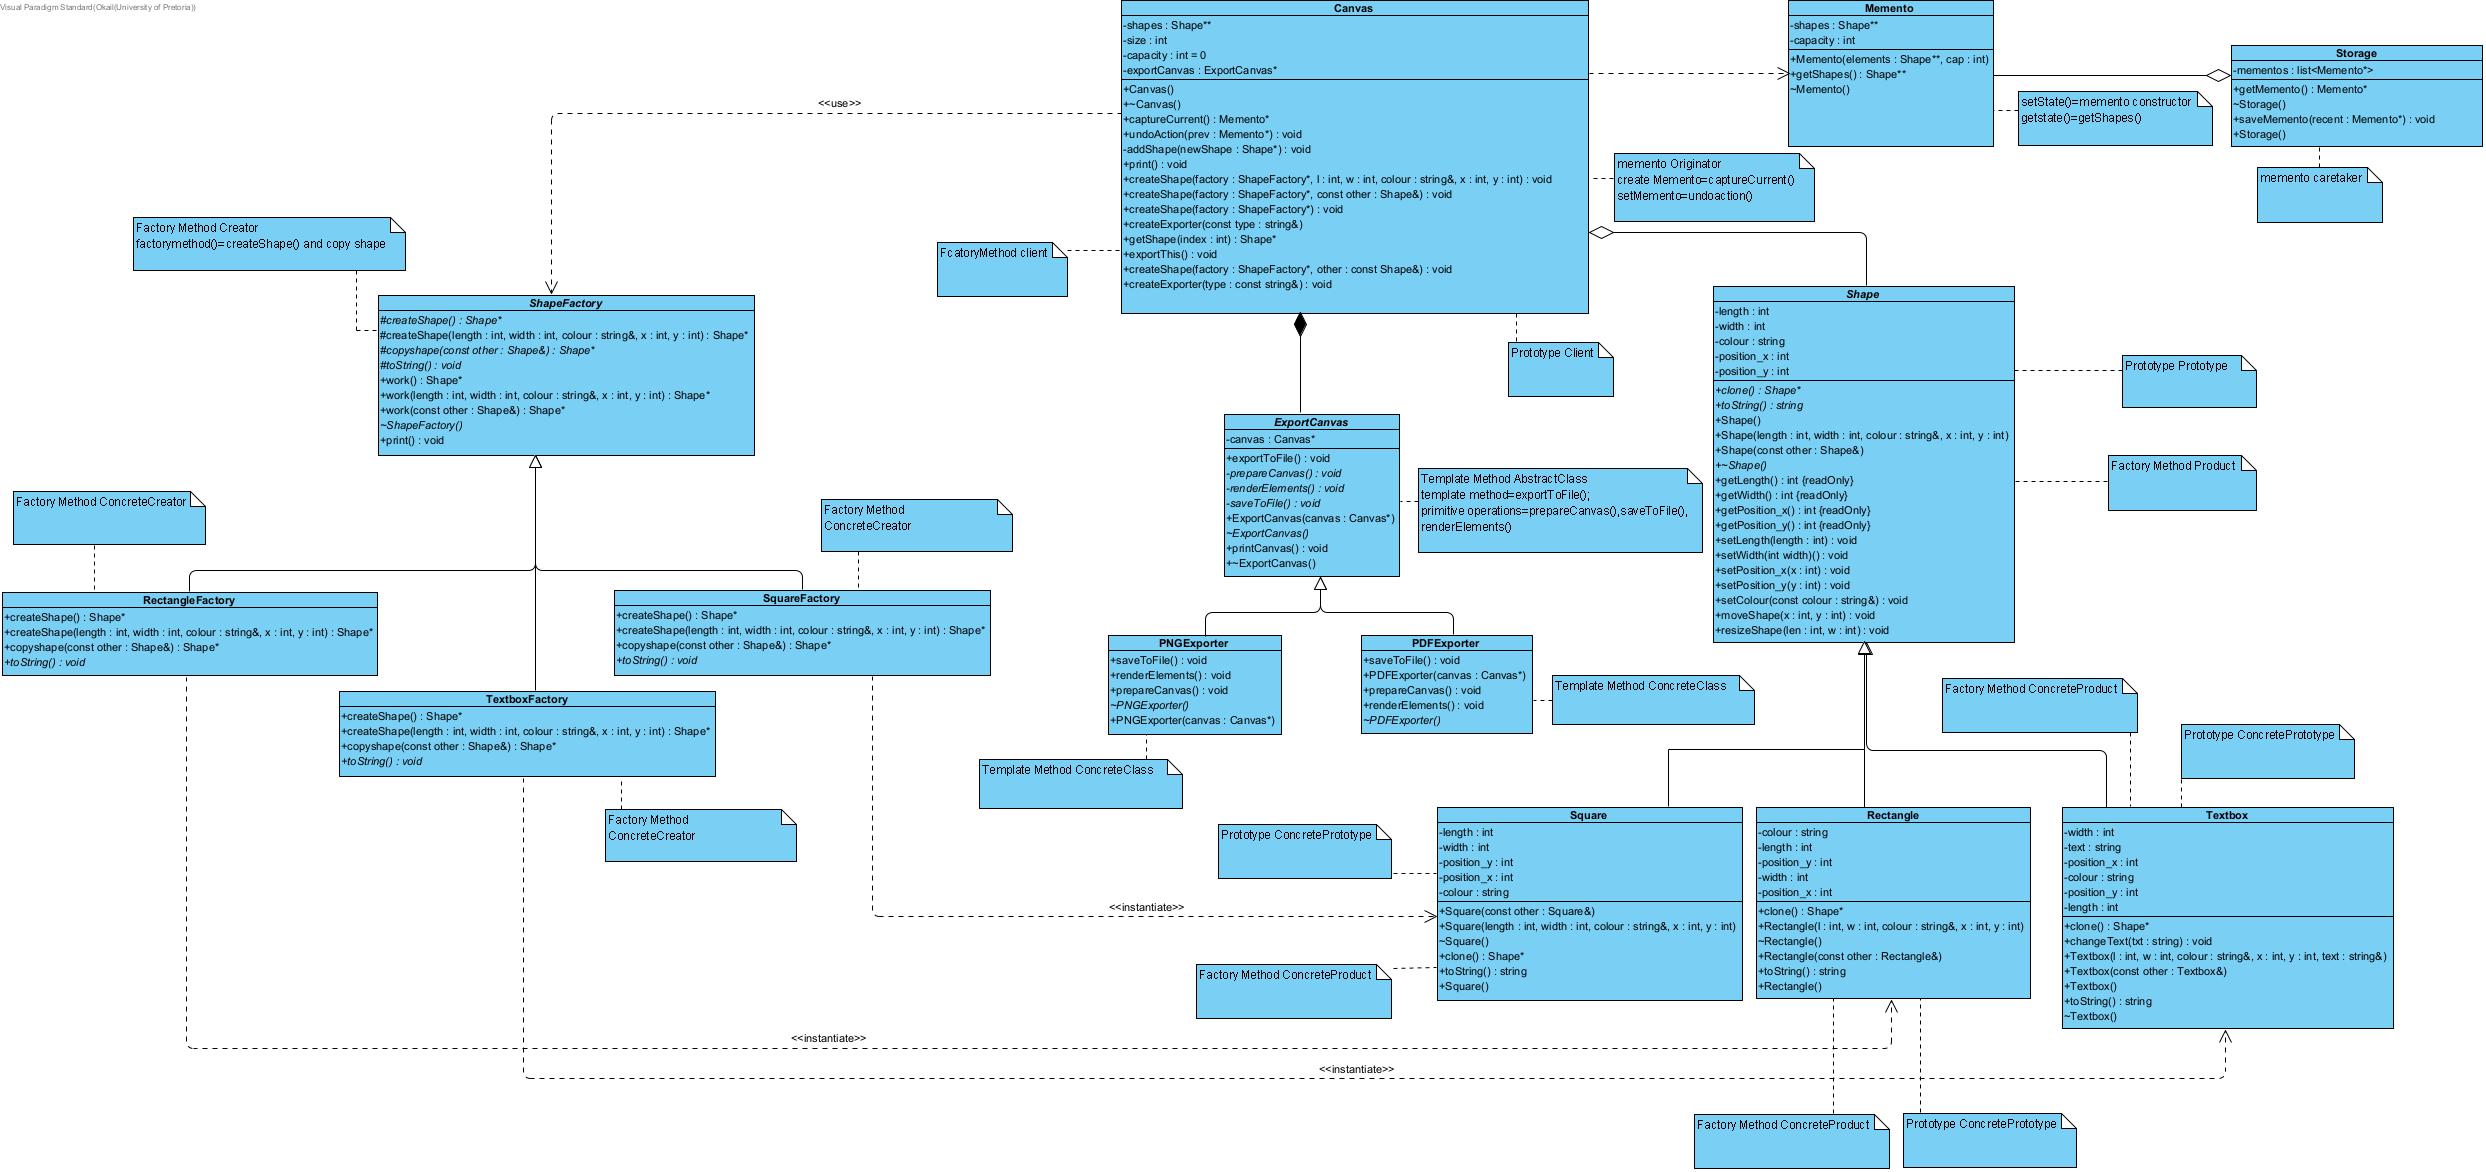 Visual Paradigm Standard(Okail(University of Pretoria))
Canvas
-shapes : Shape**
-size : int
-capacity : int = 0
-exportCanvas : ExportCanvas*
+Canvas()
+~Canvas()
+captureCurrent() : Memento*
+undoAction(prev : Memento*) : void
-addShape(newShape : Shape*) : void
+print() : void
+createShape(factory : ShapeFactory*, l : int, w : int, colour : string&, x : int, y : int) : void
+createShape(factory : ShapeFactory*, const other : Shape&) : void
+createShape(factory : ShapeFactory*) : void
+createExporter(const type : string&)
+getShape(index : int) : Shape*
+exportThis() : void
+createShape(factory : ShapeFactory*, other : const Shape&) : void
+createExporter(type : const string&) : void
Memento
-shapes : Shape**
-capacity : int
+Memento(elements : Shape**, cap : int)
+getShapes() : Shape**
~Memento()
Storage
-mementos : list<Memento*>
+getMemento() : Memento*
~Storage()
+saveMemento(recent : Memento*) : void
+Storage()
setState()=memento constructor
getstate()=getShapes()
memento Originator
create Memento=captureCurrent()
setMemento=undoaction()
memento caretaker
<<use>>
Factory Method Creator
factorymethod()=createShape() and copy shape
FcatoryMethod client
ShapeFactory
#createShape() : Shape*
#createShape(length : int, width : int, colour : string&, x : int, y : int) : Shape*
#copyshape(const other : Shape&) : Shape*
#toString() : void
+work() : Shape*
+work(length : int, width : int, colour : string&, x : int, y : int) : Shape*
+work(const other : Shape&) : Shape*
~ShapeFactory()
+print() : void
Prototype Client
Shape
-length : int
-width : int
-colour : string
-position_x : int
-position_y : int
+clone() : Shape*
+toString() : string
+Shape()
+Shape(length : int, width : int, colour : string&, x : int, y : int)
+Shape(const other : Shape&)
+~Shape()
+getLength() : int {readOnly}
+getWidth() : int {readOnly}
+getPosition_x() : int {readOnly}
+getPosition_y() : int {readOnly}
+setLength(length : int) : void
+setWidth(int width)() : void
+setPosition_x(x : int) : void
+setPosition_y(y : int) : void
+setColour(const colour : string&) : void
+moveShape(x : int, y : int) : void
+resizeShape(len : int, w : int) : void
Prototype Prototype
Factory Method Product
ExportCanvas
-canvas : Canvas*
+exportToFile() : void
-prepareCanvas() : void
-renderElements() : void
-saveToFile() : void
+ExportCanvas(canvas : Canvas*)
~ExportCanvas()
+printCanvas() : void
+~ExportCanvas()
Template Method AbstractClass
template method=exportToFile();
primitive operations=prepareCanvas(),saveToFile(),
renderElements()
Factory Method ConcreteCreator
Factory Method
ConcreteCreator
RectangleFactory
+createShape() : Shape*
+createShape(length : int, width : int, colour : string&, x : int, y : int) : Shape*
+copyshape(const other : Shape&) : Shape*
+toString() : void
SquareFactory
+createShape() : Shape*
+createShape(length : int, width : int, colour : string&, x : int, y : int) : Shape*
+copyshape(const other : Shape&) : Shape*
+toString() : void
TextboxFactory
+createShape() : Shape*
+createShape(length : int, width : int, colour : string&, x : int, y : int) : Shape*
+copyshape(const other : Shape&) : Shape*
+toString() : void
Factory Method
ConcreteCreator
PNGExporter
+saveToFile() : void
+renderElements() : void
+prepareCanvas() : void
~PNGExporter()
+PNGExporter(canvas : Canvas*)
PDFExporter
+saveToFile() : void
+PDFExporter(canvas : Canvas*)
+prepareCanvas() : void
+renderElements() : void
~PDFExporter()
Template Method ConcreteClass
Template Method ConcreteClass
Factory Method ConcreteProduct
Prototype ConcretePrototype
Prototype ConcretePrototype
Factory Method ConcreteProduct
Square
-length : int
-width : int
-position_y : int
-position_x : int
-colour : string
+Square(const other : Square&)
+Square(length : int, width : int, colour : string&, x : int, y : int)
~Square()
+clone() : Shape*
+toString() : string
+Square()
Rectangle
-colour : string
-length : int
-position_y : int
-width : int
-position_x : int
+clone() : Shape*
+Rectangle(l : int, w : int, colour : string&, x : int, y : int)
~Rectangle()
+Rectangle(const other : Rectangle&)
+toString() : string
+Rectangle()
Textbox
-width : int
-text : string
-position_x : int
-colour : string
-position_y : int
-length : int
+clone() : Shape*
+changeText(txt : string) : void
+Textbox(l : int, w : int, colour : string&, x : int, y : int, text : string&)
+Textbox(const other : Textbox&)
+Textbox()
+toString() : string
~Textbox()
<<instantiate>>
<<instantiate>>
<<instantiate>>
Factory Method ConcreteProduct
Prototype ConcretePrototype